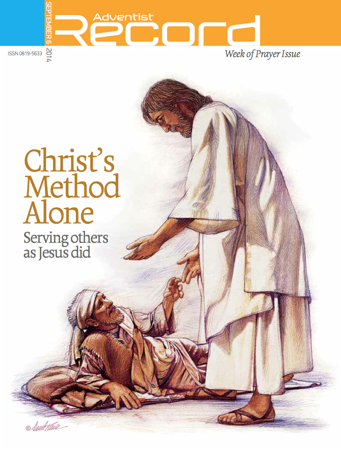 Adventist
Record
SEPTEMBER 6 2014
ISSN 0819-5633
Week of Prayer Issue
Christ's
Method
Alone
Serving others
as Jesus did
©